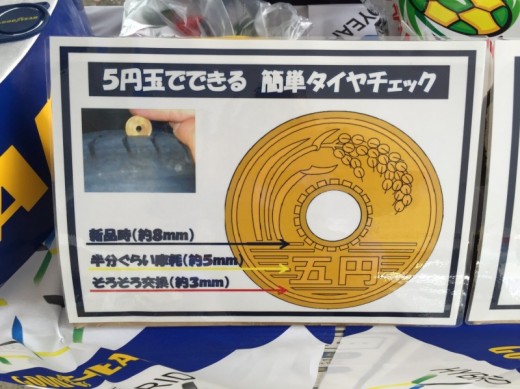 GOODYEAR
5円玉でできる 簡単タイヤチェック
新品時(約8mm)
半分ぐらい摩耗(約5mm)
そろそろ交換(約3mm)
五円